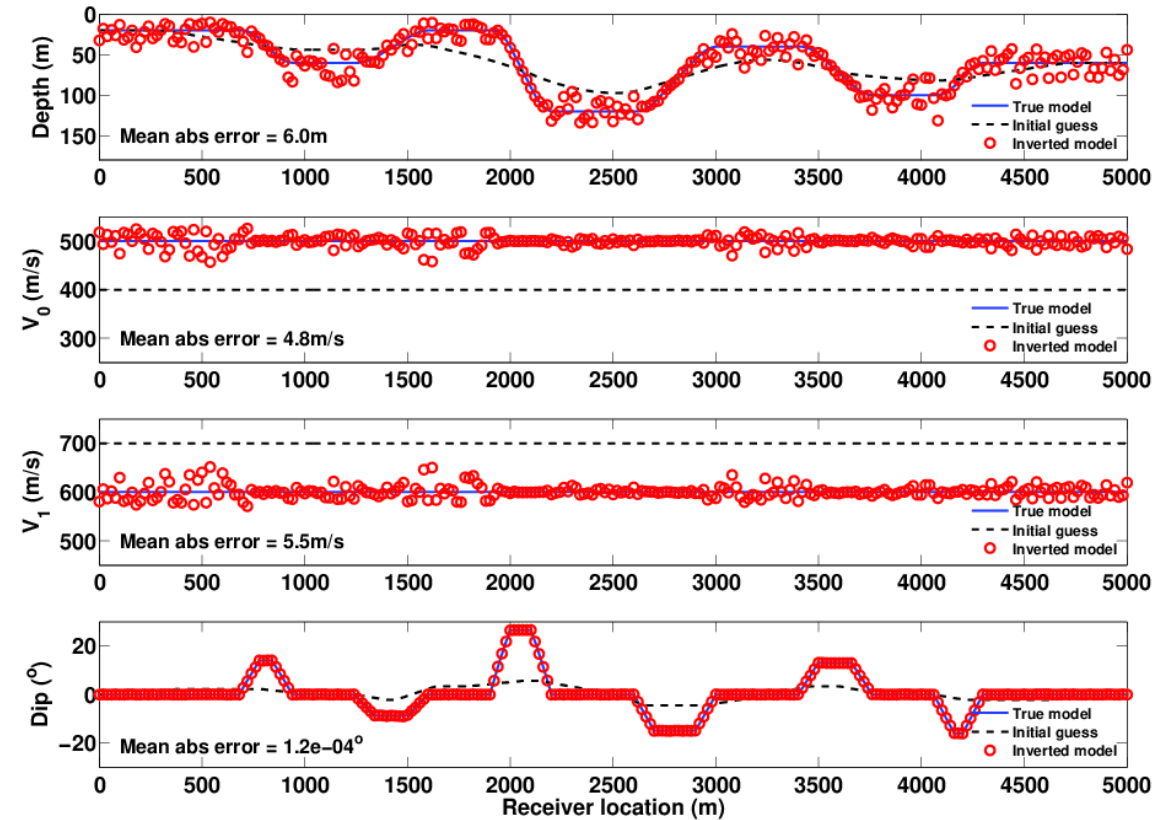 0
50
100
150
Depth (m)
Mean abs error = 6.0m
True model
Initial guess
Inverted model
0 500 1000 1500 2000 2500 3000 3500 4000 4500 5000
500
400
300
V0 (m/s)
Mean abs error = 4.8m/s
True model
Initial guess
Inverted model
0 500 1000 1500 2000 2500 3000 3500 4000 4500 5000
700
600
500
V1 (m/s)
Mean abs error = 5.5m/s
True model
Initial guess
Inverted model
0 500 1000 1500 2000 2500 3000 3500 4000 4500 5000
20
0
−20
Dip (o)
Mean abs error = 1.2e−04o
True model
Initial guess
Inverted model
0 500 1000 1500 2000 2500 3000 3500 4000 4500 5000
Receiver location (m)